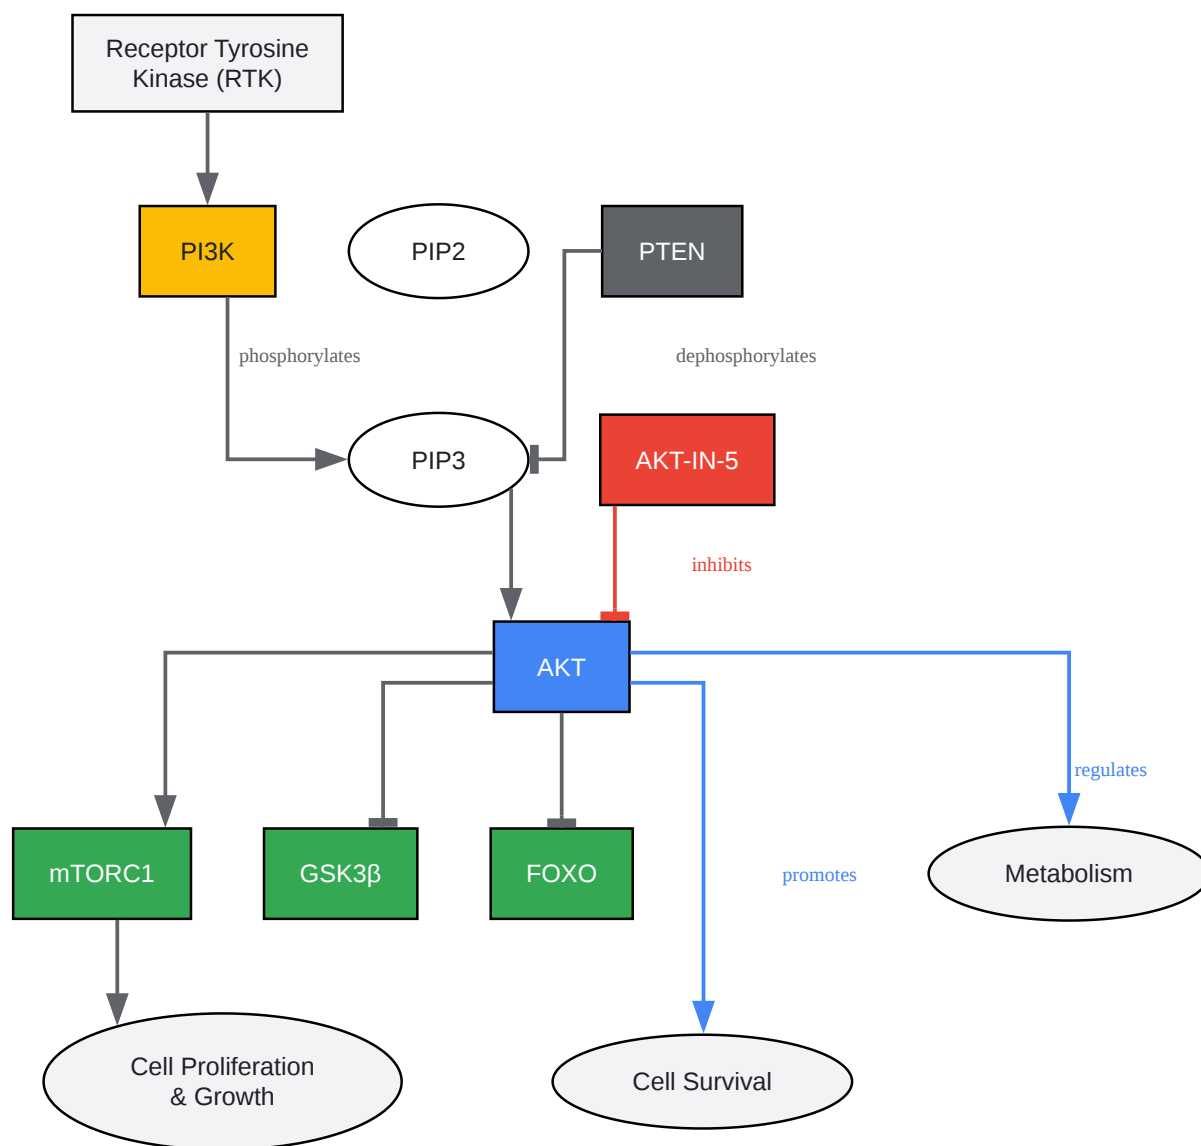 Receptor Tyrosine
Kinase (RTK)
PI3K
PIP2
PTEN
phosphorylates
dephosphorylates
PIP3
AKT-IN-5
inhibits
AKT
regulates
mTORC1
GSK3β
FOXO
promotes
Metabolism
Cell Proliferation
& Growth
Cell Survival